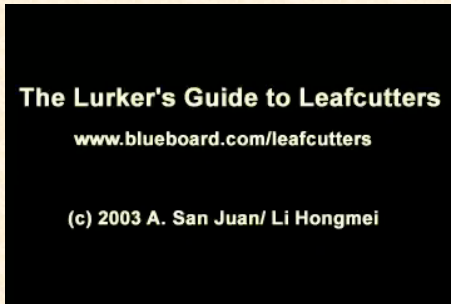 The Lurker's Guide to Leafcutters
www.blueboard.com/leafcutters
(c) 2003 A. San Juan/ Li Hongmei